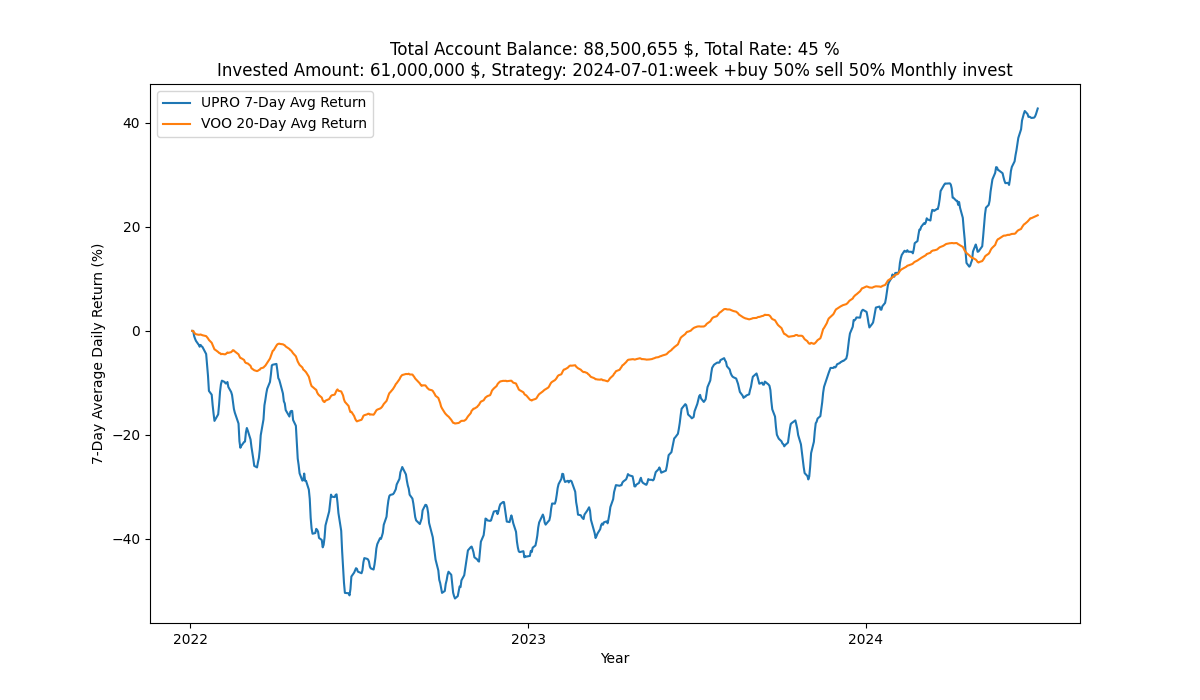 Total Account Balance: 88,500,655 $, Total Rate: 45 %
Invested Amount: 61,000,000 $, Strategy: 2024-07-01:week +buy 50% sell 50% Monthly invest
UPRO 7-Day Avg Return
VOO 20-Day Avg Return
7-Day Average Daily Return (%)
40
20
0
−20
−40
2022
2023
2024
Year